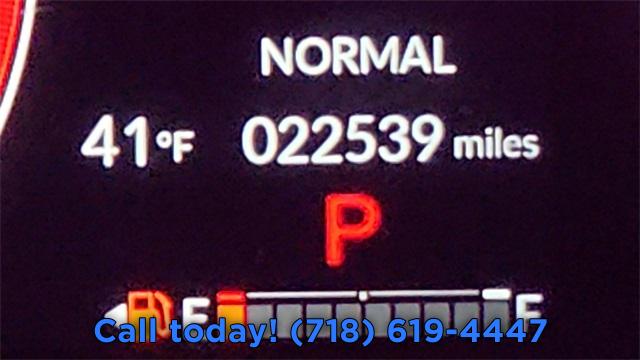 NORMAL
41°F 022539 miles
P
E F
Call today! (718) 619-4447